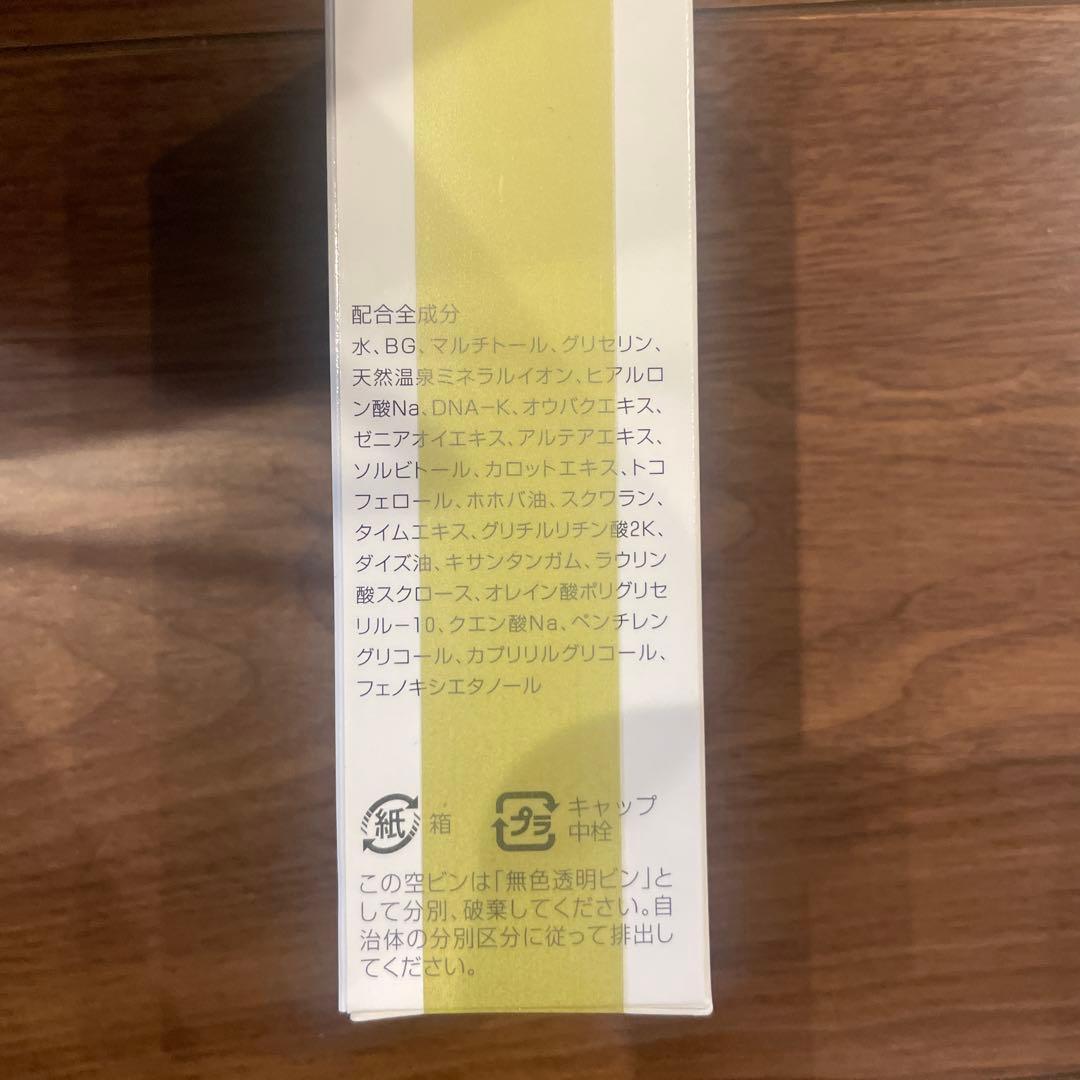 配合全成分
水、BG、マルチトール、グリセリン、
天然温泉ミネラルイオン、ヒアルロ
ン酸Na、DNA-K、オウバクエキス、
ゼニアオイエキス、アルテアエキス、
ソルビトール、カロットエキス、トコ
フェロール、ホホバ油、スクワラン、
タイムエキス、グリチルリチン酸2K、
ダイズ油、キサンタンガム、ラウリン
酸スクロース、オレイン酸ポリグリセ
リル-10、クエン酸Na、ペンチレン
グリコール、カプリリルグリコール、
フェノキシエタノール
紙 箱 プラ キャップ
中栓
この空ビンは「無色透明ビン」と
して分別、破棄してください。自
治体の分別区分に従って排出し
てください。